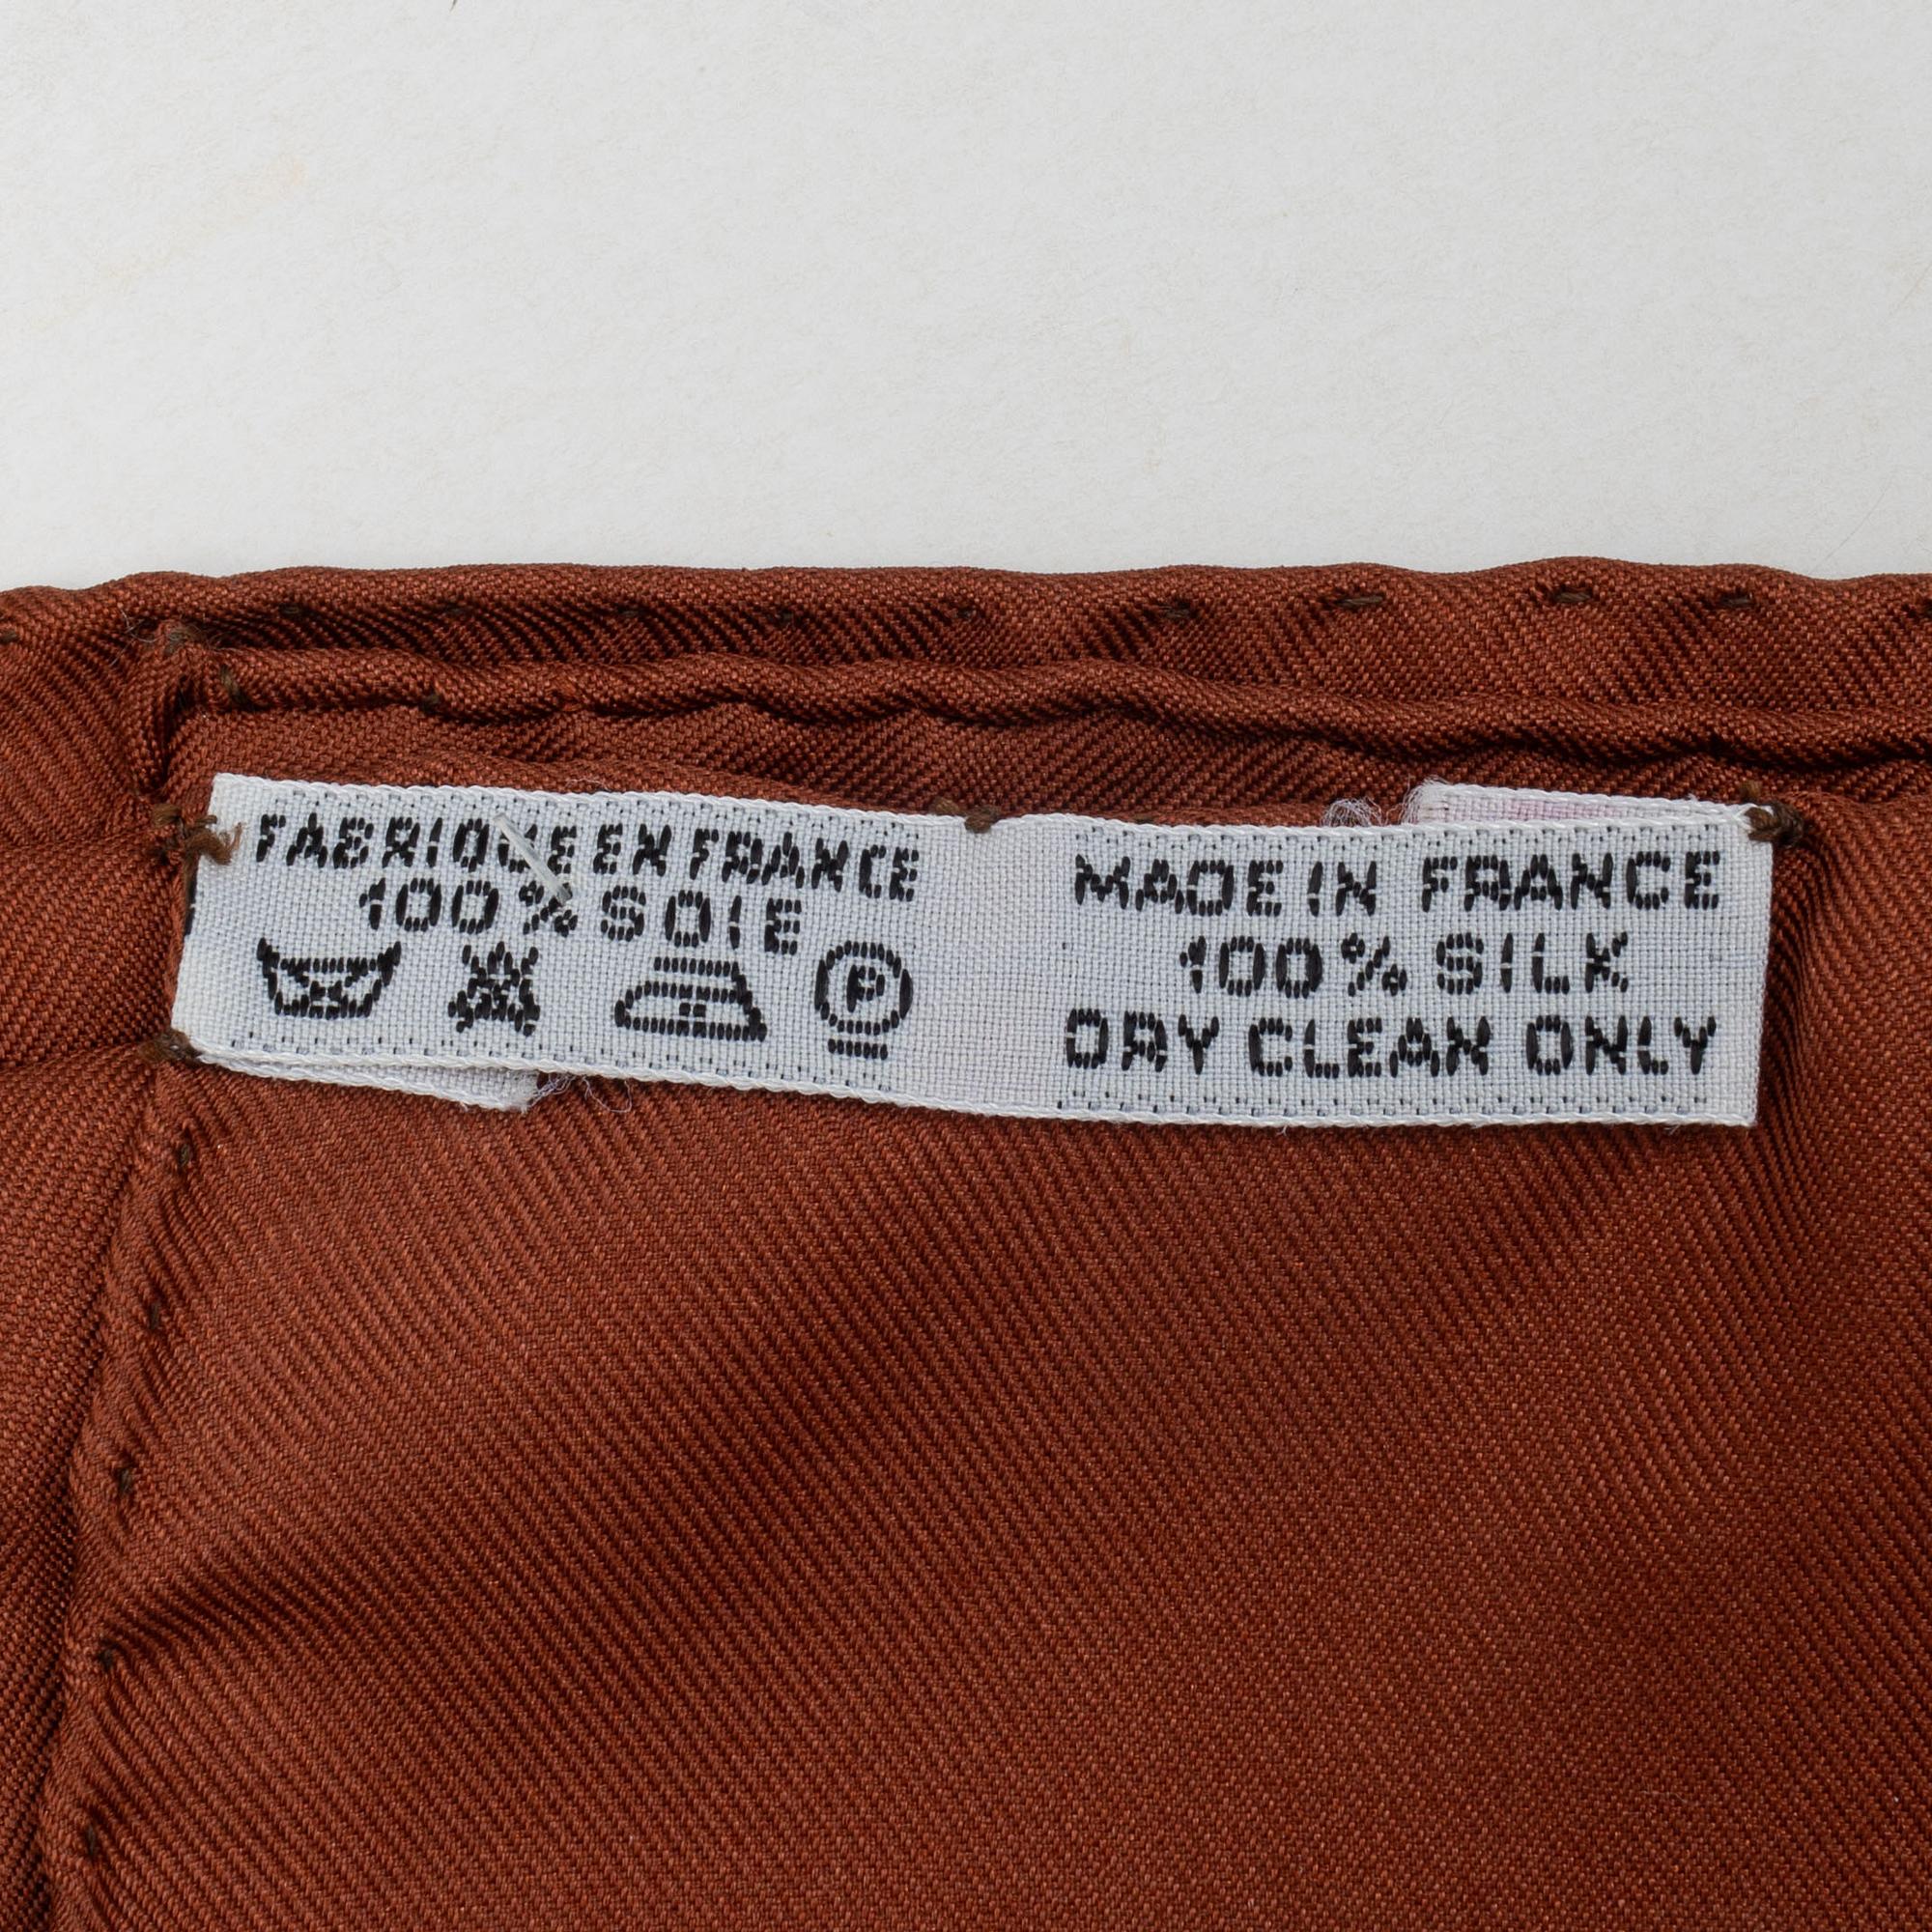 FABRIQUE EN FRANCE
100% SOIE
P
MADE IN FRANCE
100% SILK
DRY CLEAN ONLY